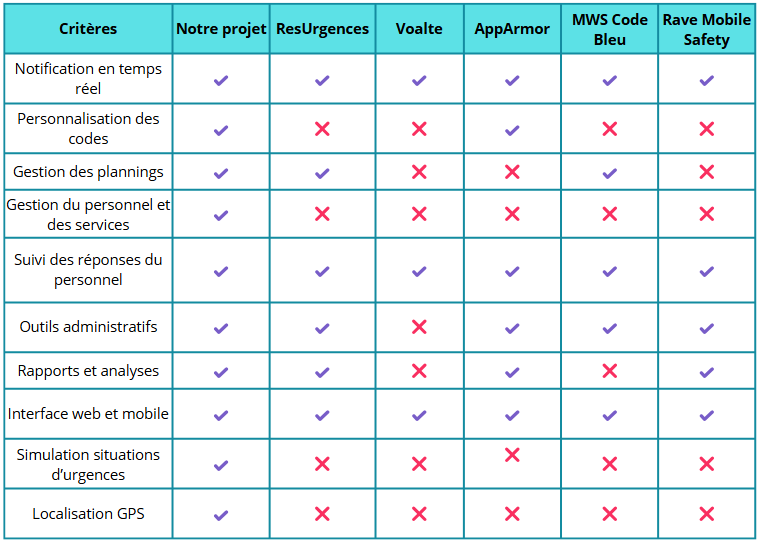 Critères Notre projet ResUrgences Voalte AppArmor MWS Code Bleu Rave Mobile Safety
Notification en temps
réel
Personnalisation des
codes
Gestion des plannings
Gestion du personnel et
des services
Suivi des réponses du
personnel
Outils administratifs
Rapports et analyses
Interface web et mobile
Simulation situations
d'urgences
Localisation GPS